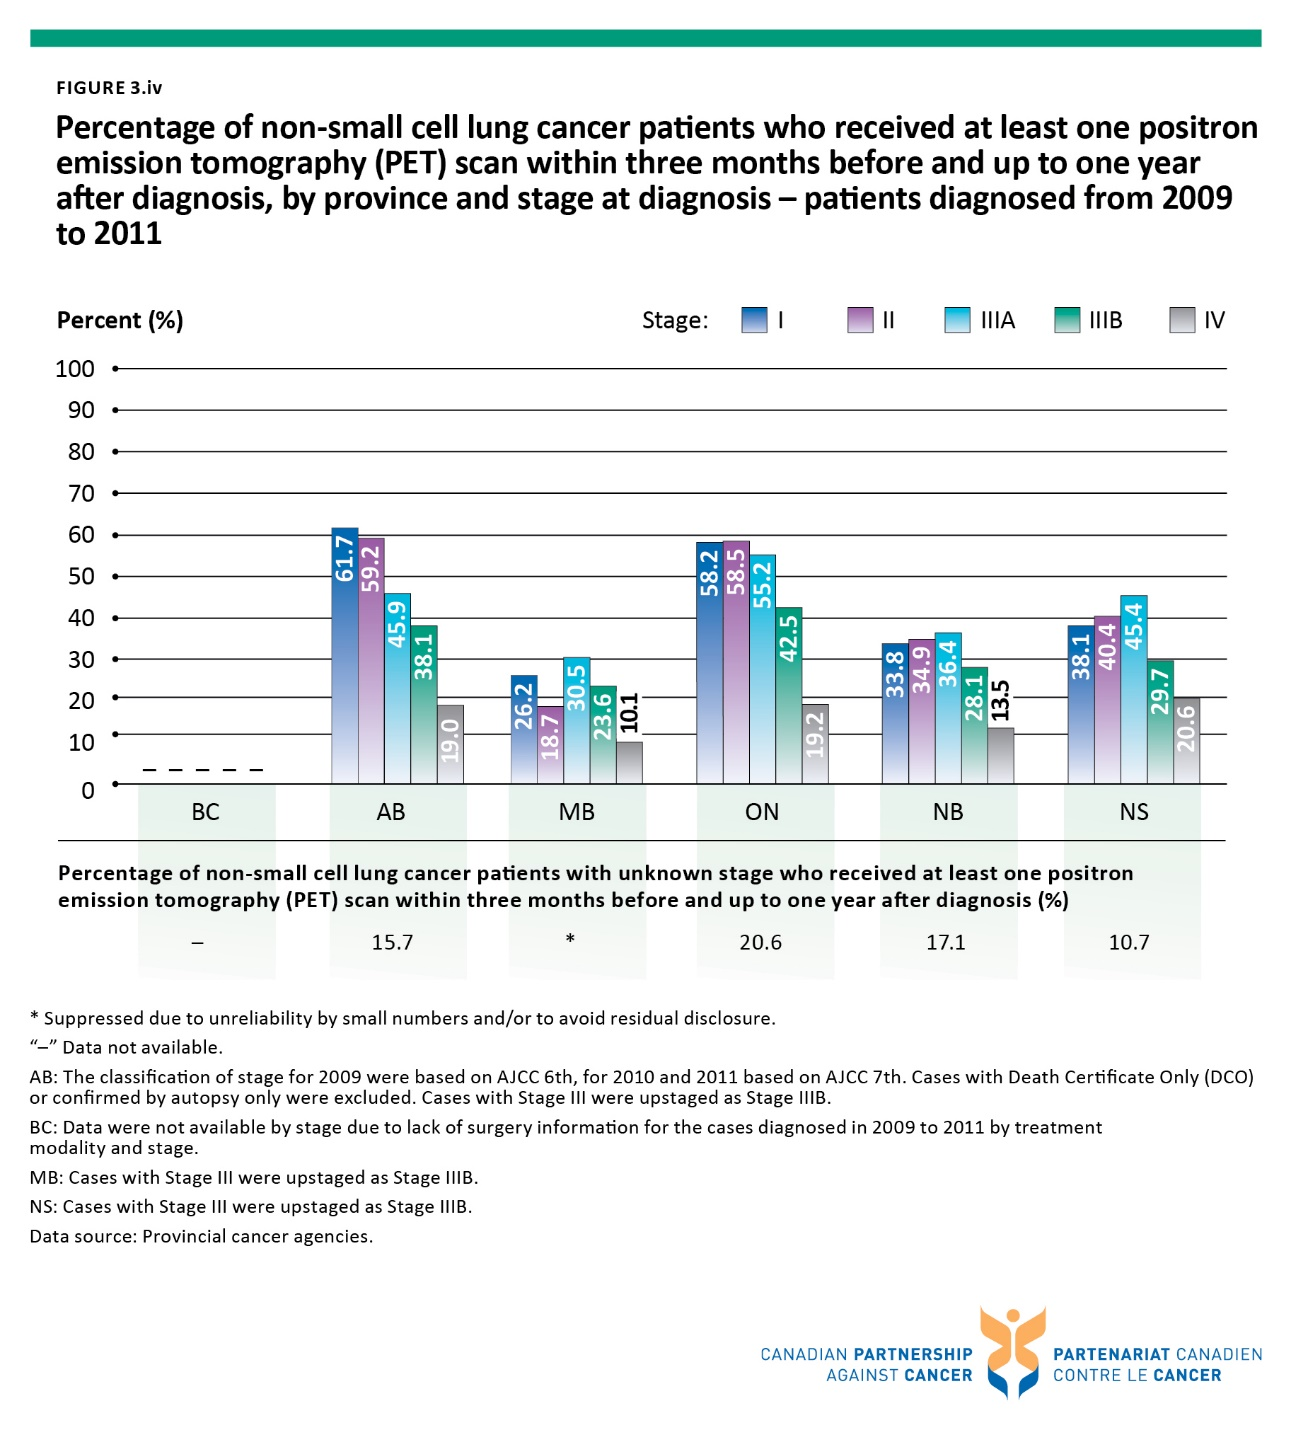 FIGURE 3.iv
Percentage of non-small cell lung cancer patients who received at least one positron
emission tomography (PET) scan within three months before and up to one year
after diagnosis, by province and stage at diagnosis – patients diagnosed from 2009
to 2011
Percent (%)
Stage: I II IIIA IIIB IV
100
90
80
70
60
50
40
30
20
10
0
61.7 59.2 45.9 38.1 19.0
26.2 18.7 30.5 23.6 10.1
58.2 58.5 55.2 42.5 19.2
33.8 34.9 36.4 28.1 13.5
38.1 40.4 45.4 29.7 20.6
– – – – –
BC AB MB ON NB NS
Percentage of non-small cell lung cancer patients with unknown stage who received at least one positron
emission tomography (PET) scan within three months before and up to one year after diagnosis (%)
– 15.7 * 20.6 17.1 10.7
* Suppressed due to unreliability by small numbers and/or to avoid residual disclosure.
“–” Data not available.
AB: The classification of stage for 2009 were based on AJCC 6th, for 2010 and 2011 based on AJCC 7th. Cases with Death Certificate Only (DCO)
or confirmed by autopsy only were excluded. Cases with Stage III were upstaged as Stage IIIB.
BC: Data were not available by stage due to lack of surgery information for the cases diagnosed in 2009 to 2011 by treatment
modality and stage.
MB: Cases with Stage III were upstaged as Stage IIIB.
NS: Cases with Stage III were upstaged as Stage IIIB.
Data source: Provincial cancer agencies.
CANADIAN PARTNERSHIP
AGAINST CANCER
PARTENARIAT CANADIEN
CONTRE LE CANCER